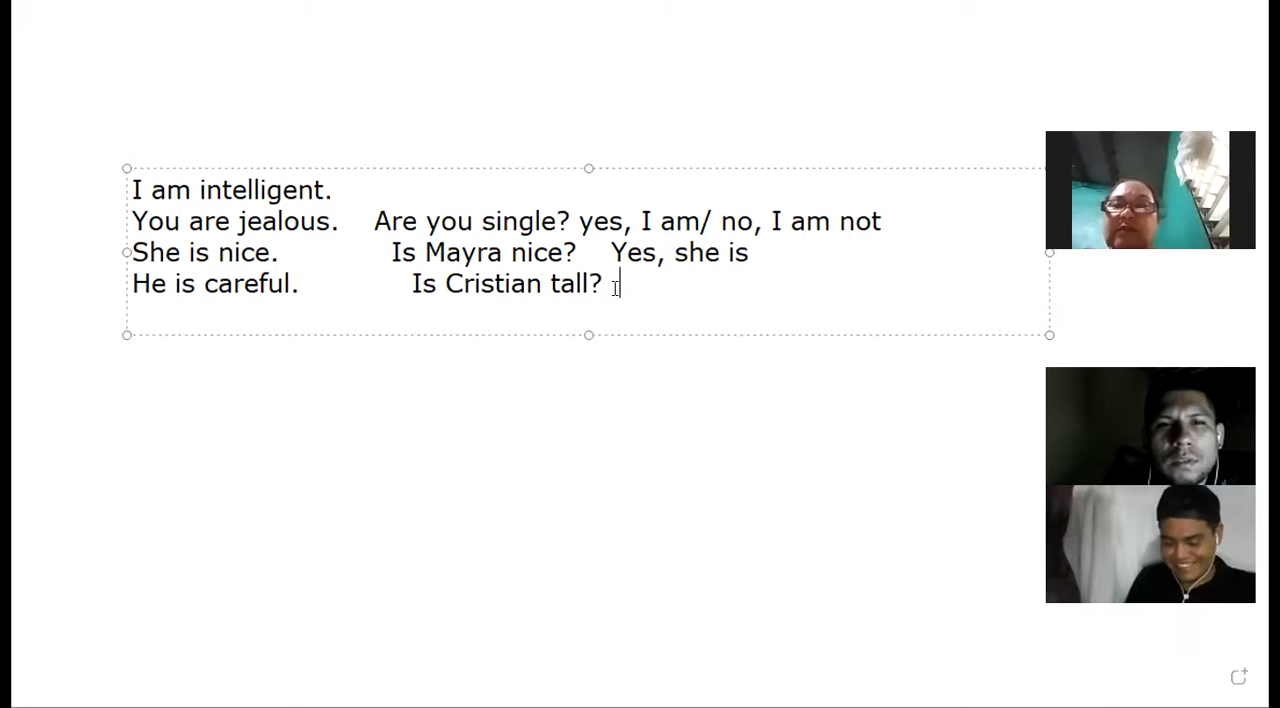 I am intelligent.
You are jealous. Are you single? yes, I am/ no, I am not
She is nice. Is Mayra nice? Yes, she is
He is careful. Is Cristian tall?